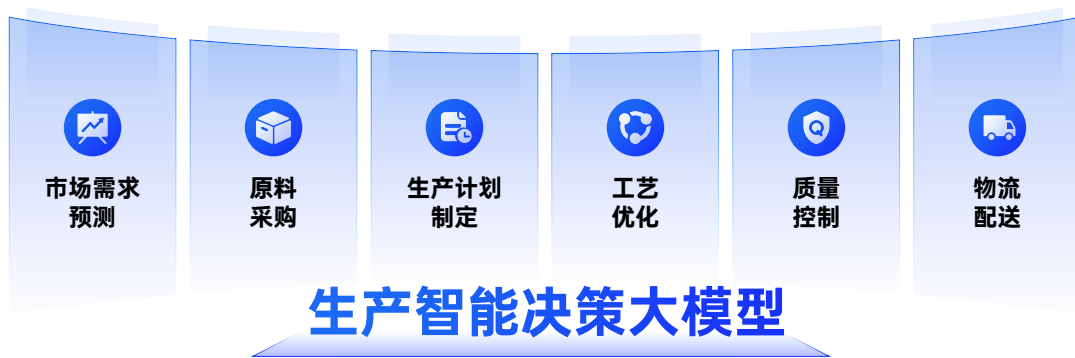 市场需求
预测
原料
采购
生产计划
制定
工艺
优化
质量
控制
物流
配送
生产智能决策大模型